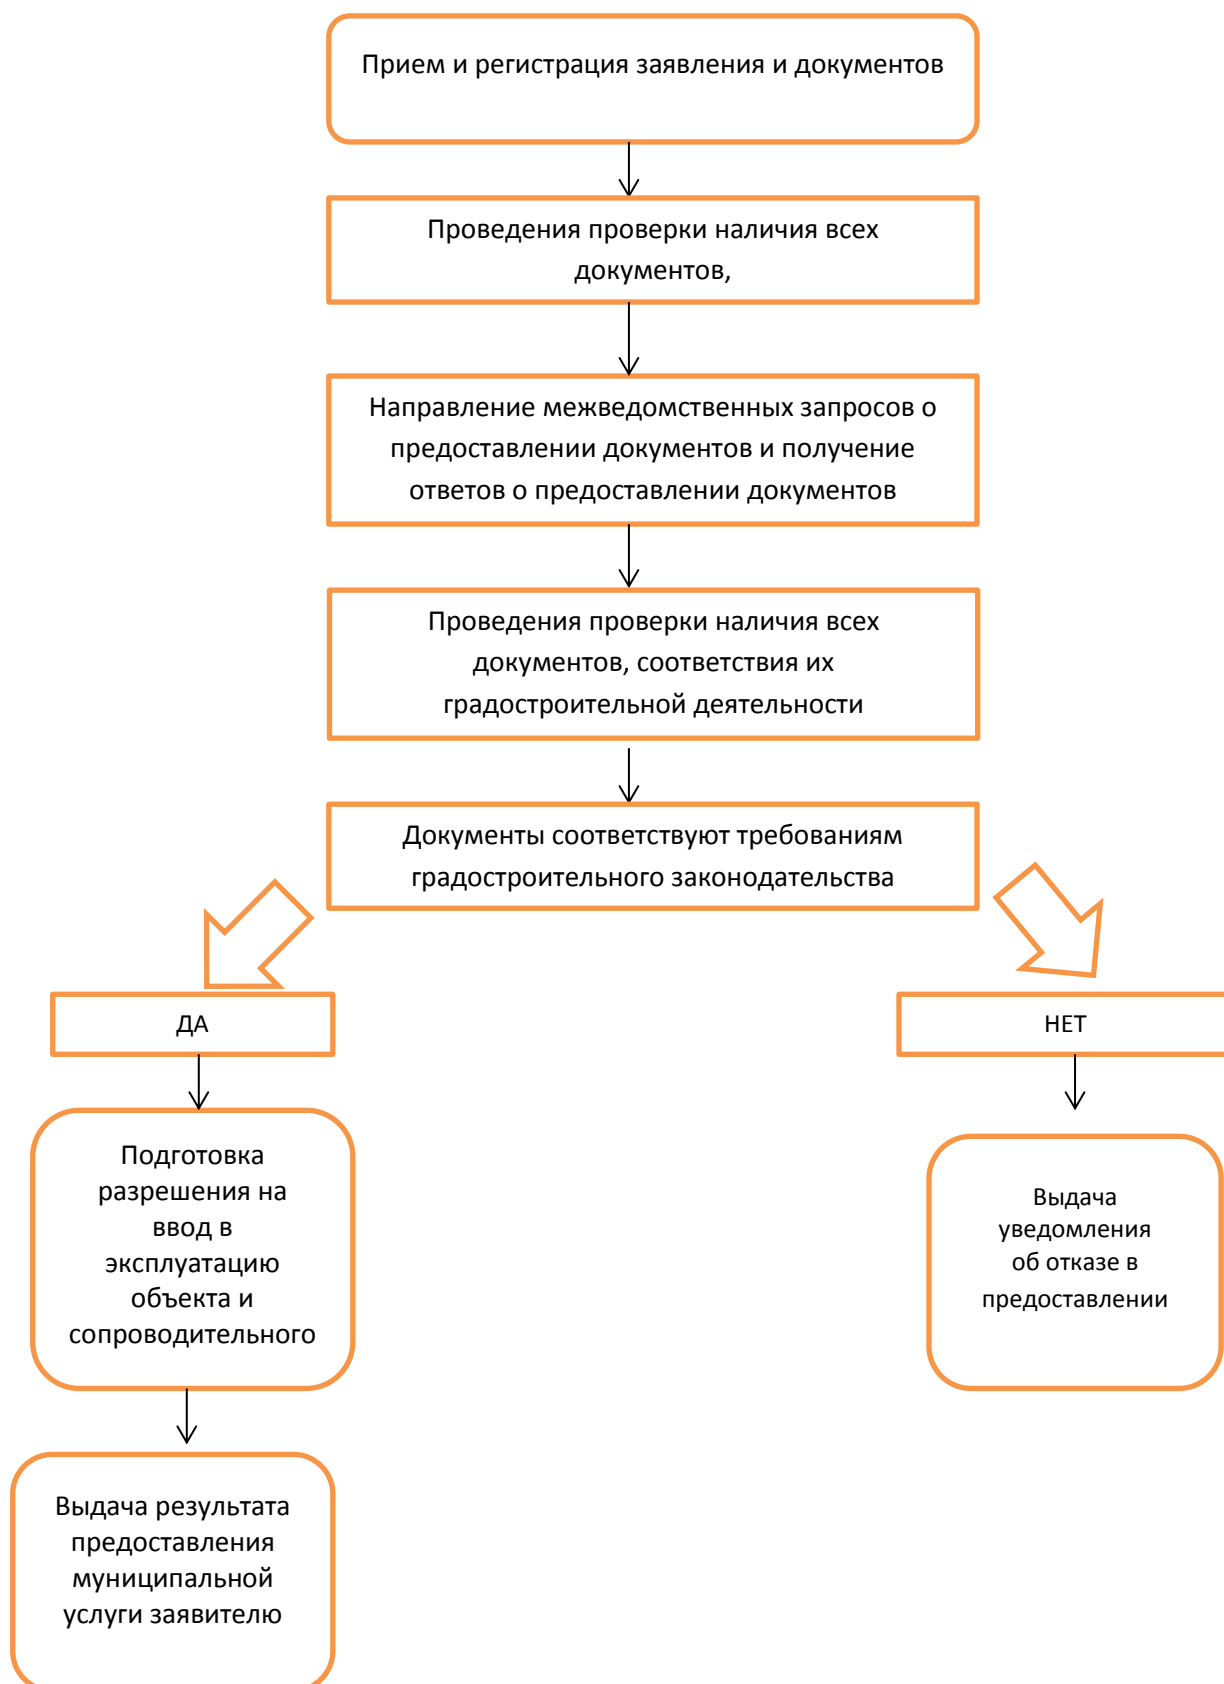 Прием и регистрация заявления и документов
Проведения проверки наличия всех
документов,
Направление межведомственных запросов о
предоставлении документов и получение
ответов о предоставлении документов
Проведения проверки наличия всех
документов, соответствия их
градостроительной деятельности
Документы соответствуют требованиям
градостроительного законодательства
ДА
НЕТ
Подготовка
разрешения на
ввод в
эксплуатацию
объекта и
сопроводительного
Выдача
уведомления
об отказе в
предоставлении
Выдача результата
предоставления
муниципальной
услуги заявителю